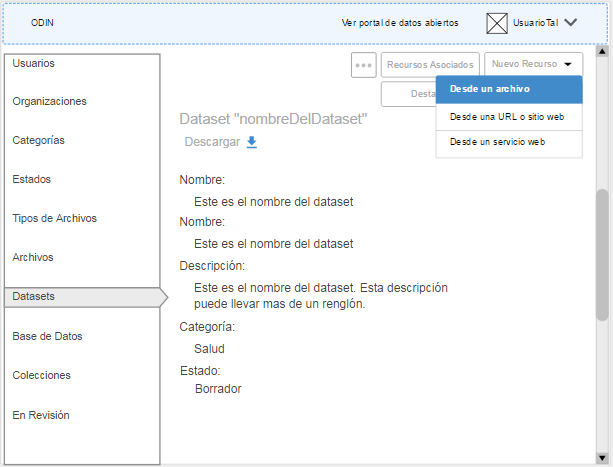 ODIN
Ver portal de datos abiertos
UsuarioTal
Usuarios
Organizaciones
Categorías
Estados
Tipos de Archivos
Archivos
Datasets
Base de Datos
Colecciones
En Revisión
Recursos Asociados
Nuevo Recurso
Desde un archivo
Desde una URL o sitio web
Desde un servicio web
Dataset "nombreDelDataset"
Descargar
Nombre:
Este es el nombre del dataset
Nombre:
Este es el nombre del dataset
Descripción:
Este es el nombre del dataset. Esta descripción
puede llevar mas de un renglón.
Categoría:
Salud
Estado:
Borrador